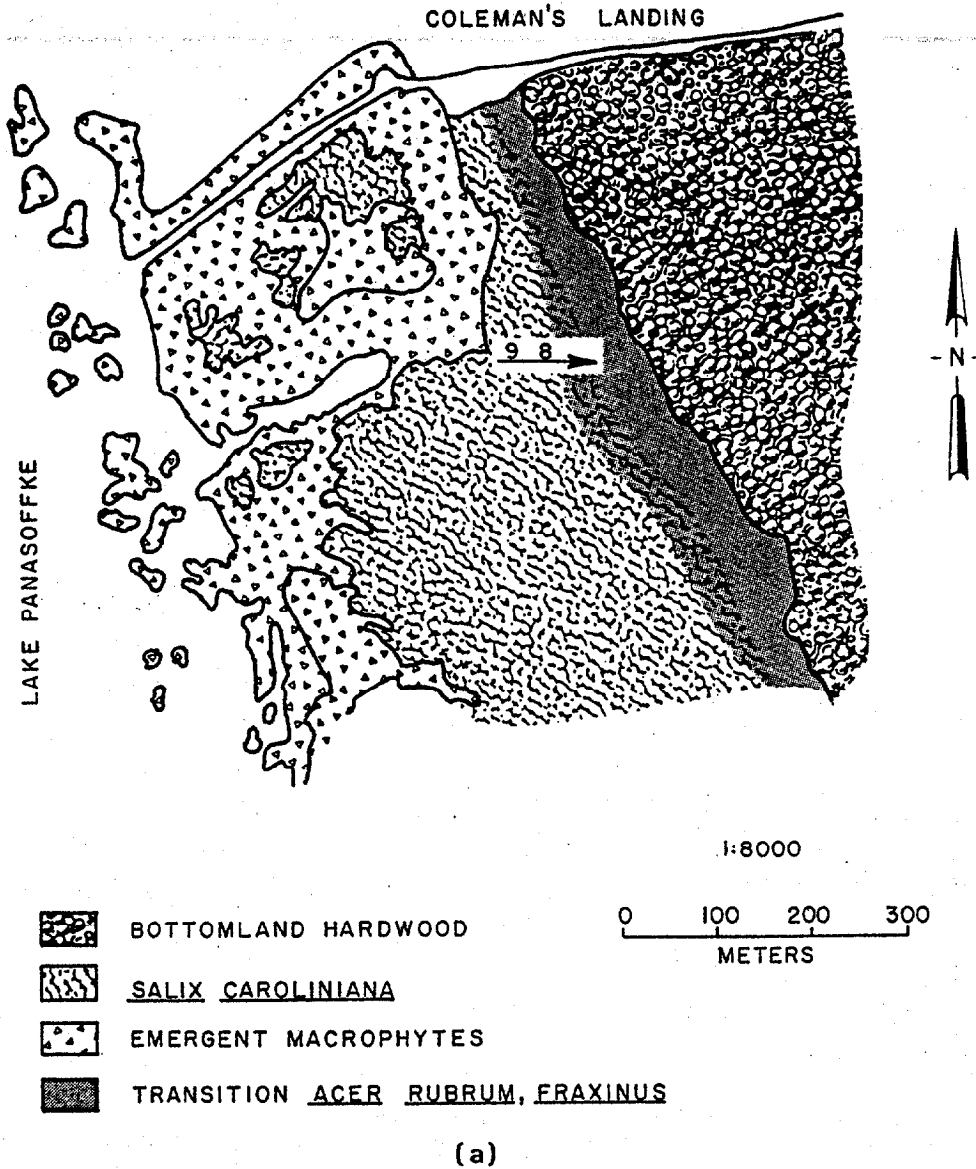 COLEMAN'S LANDING
9 8
- N -
LAKE PANASOFFKE
1:8000
0 100 200 300
METERS
BOTTOMLAND HARDWOOD
SALIX CAROLINIANA
EMERGENT MACROPHYTES
TRANSITION ACER RUBRUM, FRAXINUS
(a)